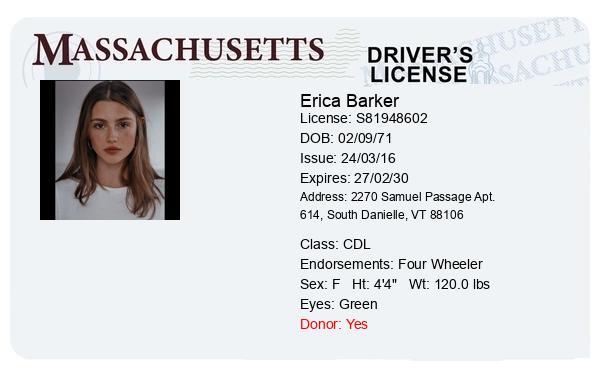 MASSACHUSETTS
DRIVER'S
LICENSE
Erica Barker
License: S81948602
DOB: 02/09/71
Issue: 24/03/16
Expires: 27/02/30
Address: 2270 Samuel Passage Apt.
614, South Danielle, VT 88106
Class: CDL
Endorsements: Four Wheeler
Sex: F Ht: 4'4" Wt: 120.0 lbs
Eyes: Green
Donor: Yes